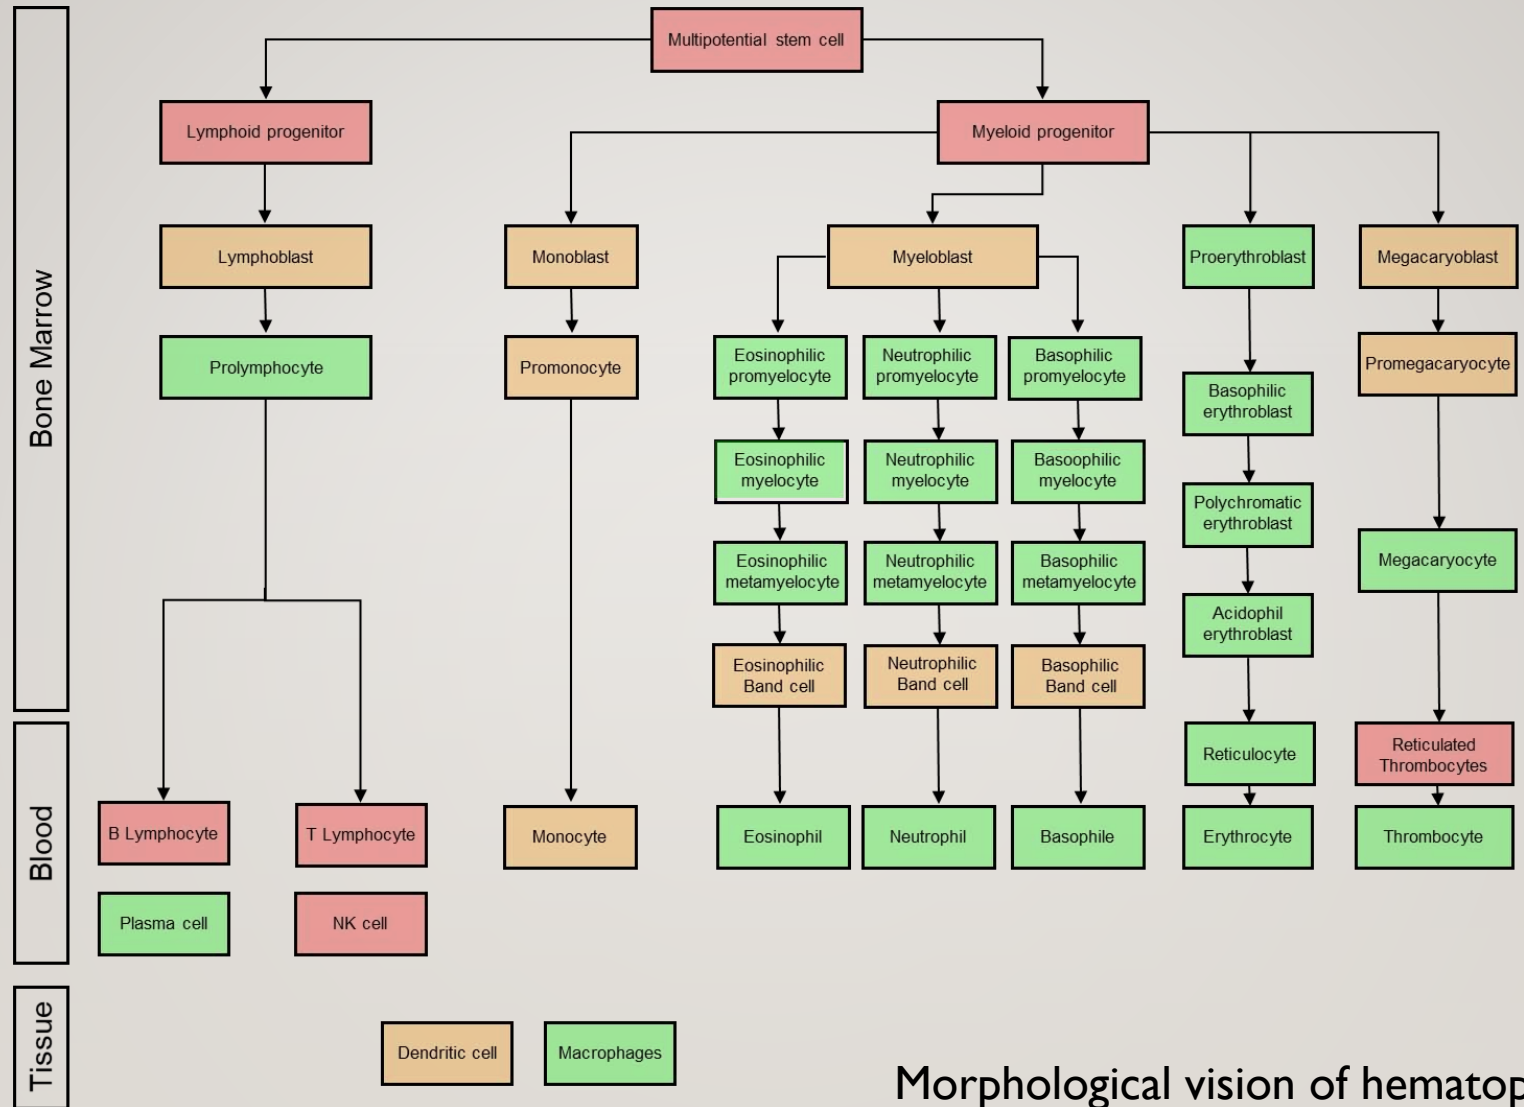 Multipotential stem cell
Lymphoid progenitor
Myeloid progenitor
Lymphoblast
Monoblast
Myeloblast
Proerythroblast
Megacaryoblast
Bone Marrow
Prolymphocyte
Promonocyte
Eosinophilic
promyelocyte
Neutrophilic
promyelocyte
Basophilic
promyelocyte
Promegacaryocyte
Basophilic
erythroblast
Eosinophilic
myelocyte
Neutrophilic
myelocyte
Basoophilic
myelocyte
Polychromatic
erythroblast
Eosinophilic
metamyelocyte
Neutrophilic
metamyelocyte
Basophilic
metamyelocyte
Megacaryocyte
Acidophil
erythroblast
Eosinophilic
Band cell
Neutrophilic
Band cell
Basophilic
Band cell
Blood
Reticulocyte
Reticulated
Thrombocytes
B Lymphocyte
T Lymphocyte
Monocyte
Eosinophil
Neutrophil
Basophile
Erythrocyte
Thrombocyte
Plasma cell
NK cell
Tissue
Dendritic cell
Macrophages
Morphological vision of hematop